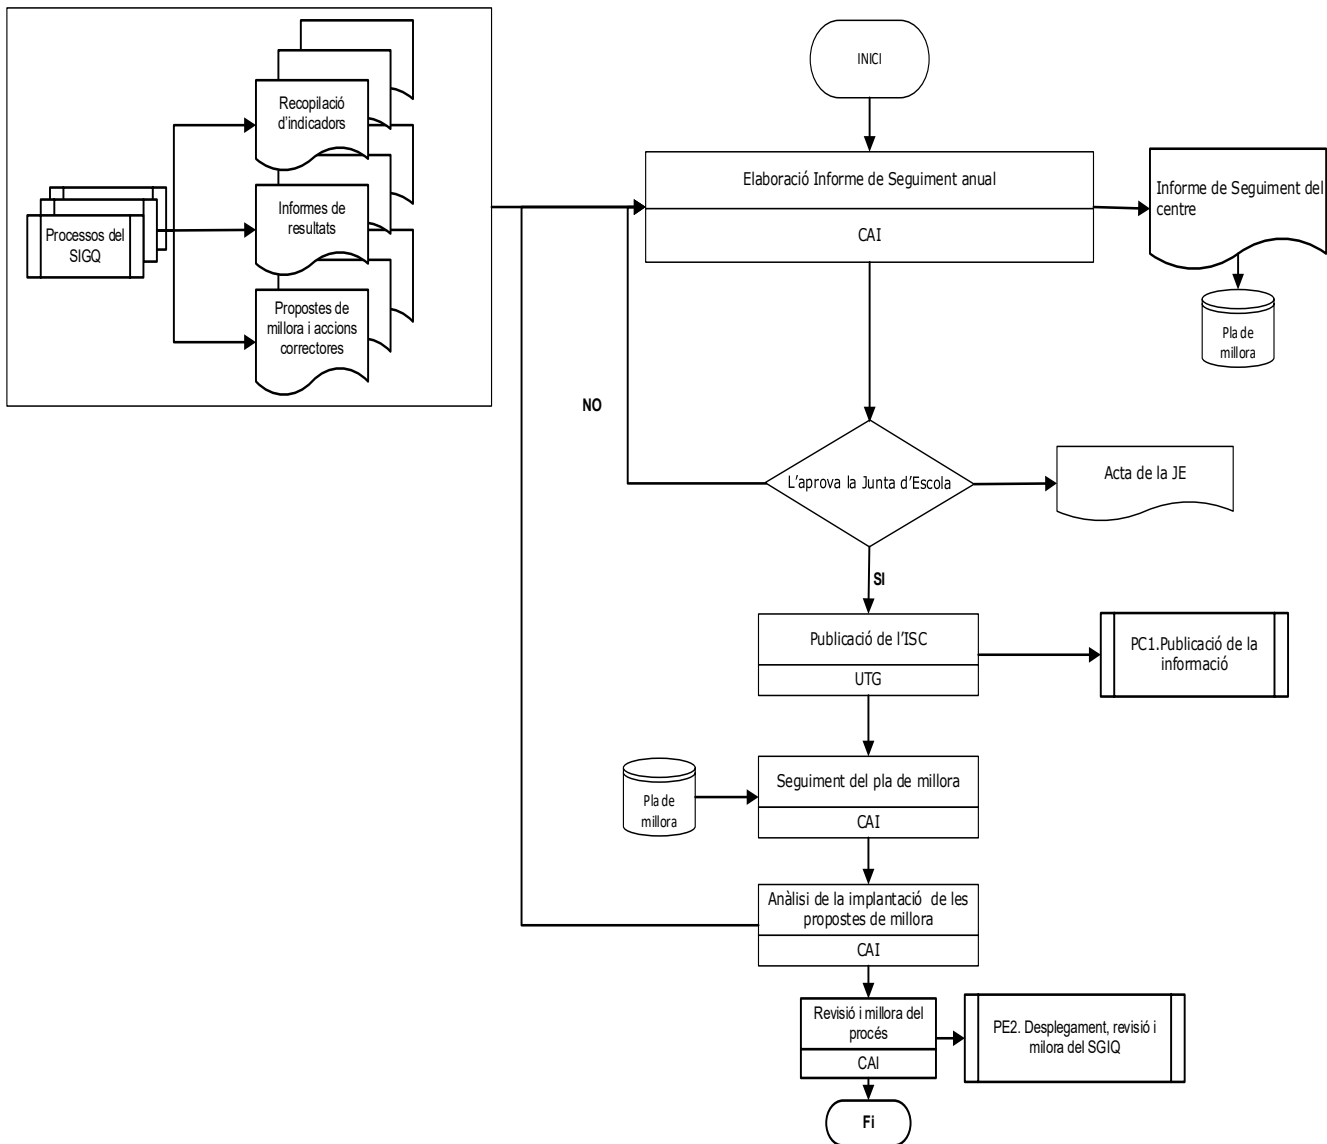 INICI
Recopilació
d'indicadors
Processos del
SIGQ
Informes de
resultats
Propostes de
millora i accions
correctores
Elaboració Informe de Seguiment anual
CAI
Informe de Seguiment del
centre
Pla de
millora
NO
L'aprova la Junta d'Escola
Acta de la JE
SI
Publicació de l'ISC
UTG
PC1.Publicació de la
informació
Pla de
millora
Seguiment del pla de millora
CAI
Anàlisi de la implantació de les
propostes de millora
CAI
Revisió i millora del
procés
CAI
PE2. Desplegament, revisió i
milora del SGIQ
Fi